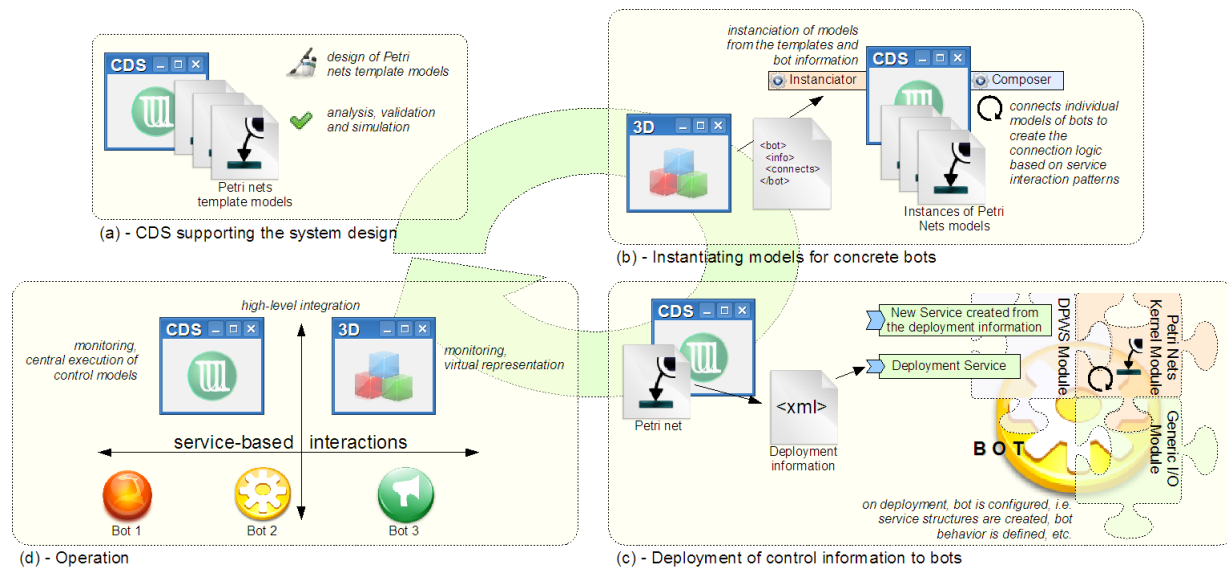 CDS
design of Petri
nets template models
analysis, validation
and simulation
Petri nets
template models
(a) - CDS supporting the system design
instanciation of models
from the templates and
bot information
Instanciator
CDS
Composer
3D
<bot>
<info>
<connects>
</bot>
connects individual
models of bots to
create the
connection logic
based on service
interaction patterns
Instances of Petri
Nets models
(b) - Instantiating models for concrete bots
CDS
Petri net
<xml>
Deployment
information
New Service created from
the deployment information
Deployment Service
DPWS Module
Petri Nets
Kernel Module
Generic I/O
Module
BOT
on deployment, bot is configured, i.e.
service structures are created, bot
behavior is defined, etc.
(c) - Deployment of control information to bots
high-level integration
CDS
3D
monitoring,
central execution of
control models
monitoring,
virtual representation
service-based interactions
Bot 1
Bot 2
Bot 3
(d) - Operation